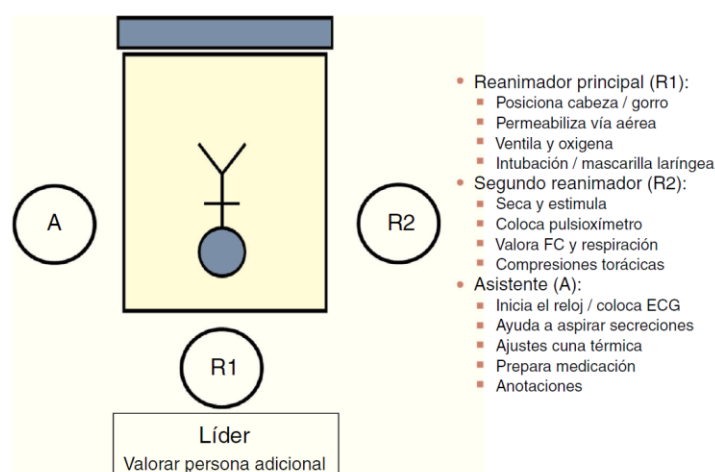 A
R2
R1
Líder
Valorar persona adicional
Reanimador principal (R1):
Posiciona cabeza / gorro
Permeabiliza vía aérea
Ventila y oxigena
Intubación / mascarilla laríngea
Segundo reanimador (R2):
Seca y estimula
Coloca pulsioxímetro
Valora FC y respiración
Compresiones torácicas
Asistente (A):
Inicia el reloj / coloca ECG
Ayuda a aspirar secreciones
Ajustes cuna térmica
Prepara medicación
Anotaciones